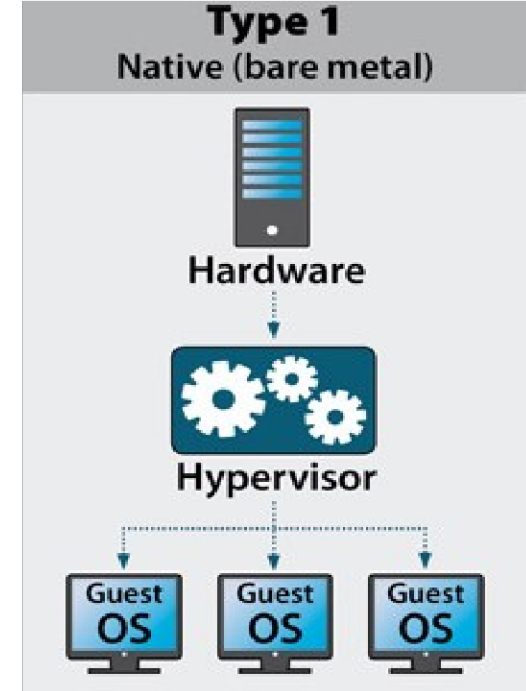 Type 1
Native (bare metal)
Hardware
Hypervisor
Guest Guest Guest
OS OS OS